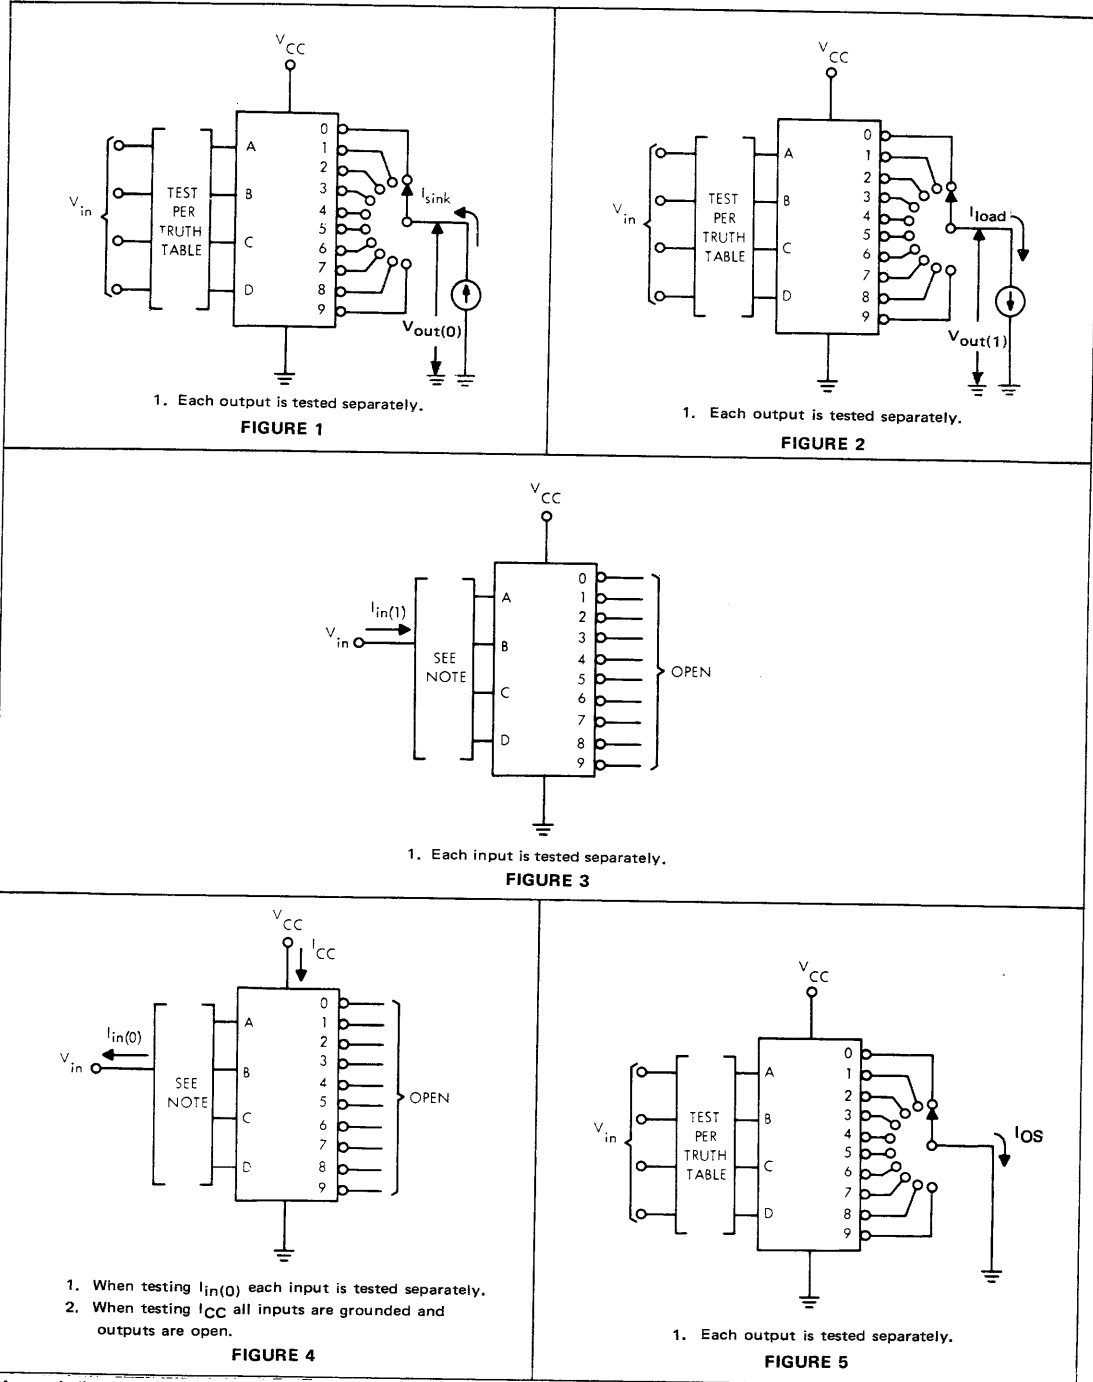 VCC
0
1
2
3
4
5
6
7
8
9
A
B
C
D
Vin
TEST
PER
TRUTH
TABLE
Isink
Vout(0)
1. Each output is tested separately.
FIGURE 1
VCC
0
1
2
3
4
5
6
7
8
9
A
B
C
D
Vin
TEST
PER
TRUTH
TABLE
Iload
Vout(1)
1. Each output is tested separately.
FIGURE 2
VCC
0
1
2
3
4
5
6
7
8
9
A
B
C
D
Iin(1)
Vin
SEE
NOTE
OPEN
1. Each input is tested separately.
FIGURE 3
VCC
ICC
0
1
2
3
4
5
6
7
8
9
A
B
C
D
Iin(0)
Vin
SEE
NOTE
OPEN
1. When testing Iin(0) each input is tested separately.
2. When testing ICC all inputs are grounded and
outputs are open.
FIGURE 4
VCC
0
1
2
3
4
5
6
7
8
9
A
B
C
D
Vin
TEST
PER
TRUTH
TABLE
IOS
1. Each output is tested separately.
FIGURE 5